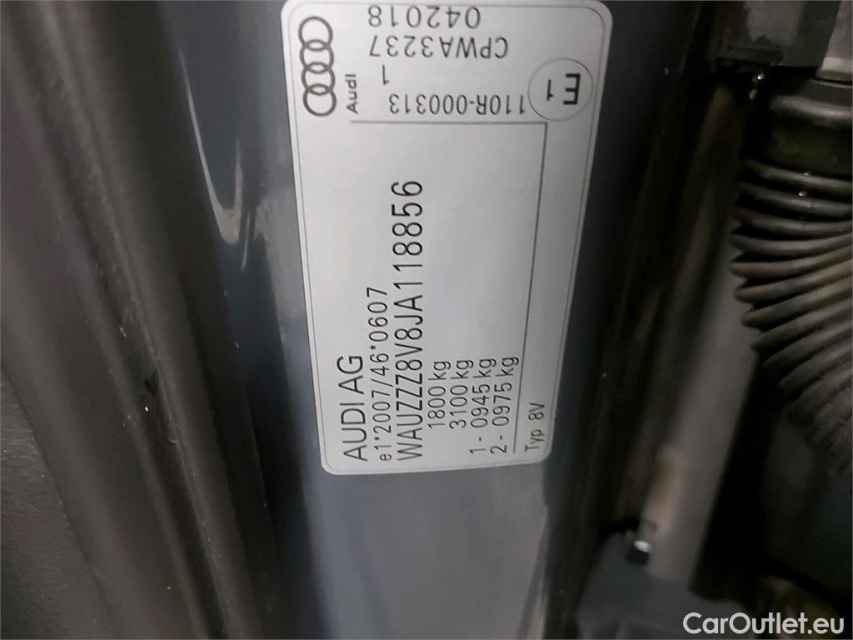 AUDI AG
e1*2007/46*0607
WAUZZZ8V8JA118856
1800 kg
3100 kg
1 - 0945 kg
2 - 0975 kg
Typ 8V
Audi
042018
CPWA3237
1
110R-000313
E1
CarOutlet.eu